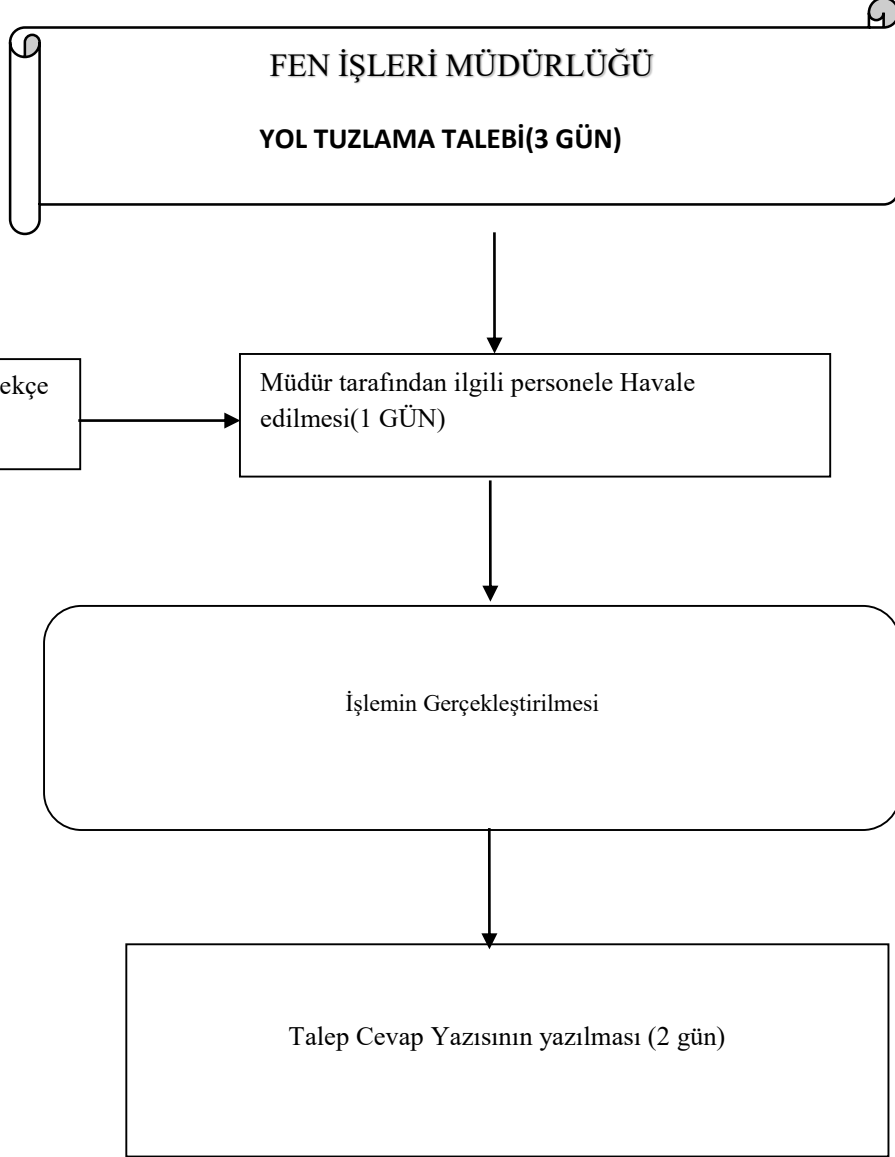 FEN İŞLERİ MÜDÜRLÜĞÜ
YOL TUZLAMA TALEBİ(3 GÜN)
ekçe
Müdür tarafından ilgili personele Havale
edilmesi(1 GÜN)
İşlemin Gerçekleştirilmesi
Talep Cevap Yazısının yazılması (2 gün)